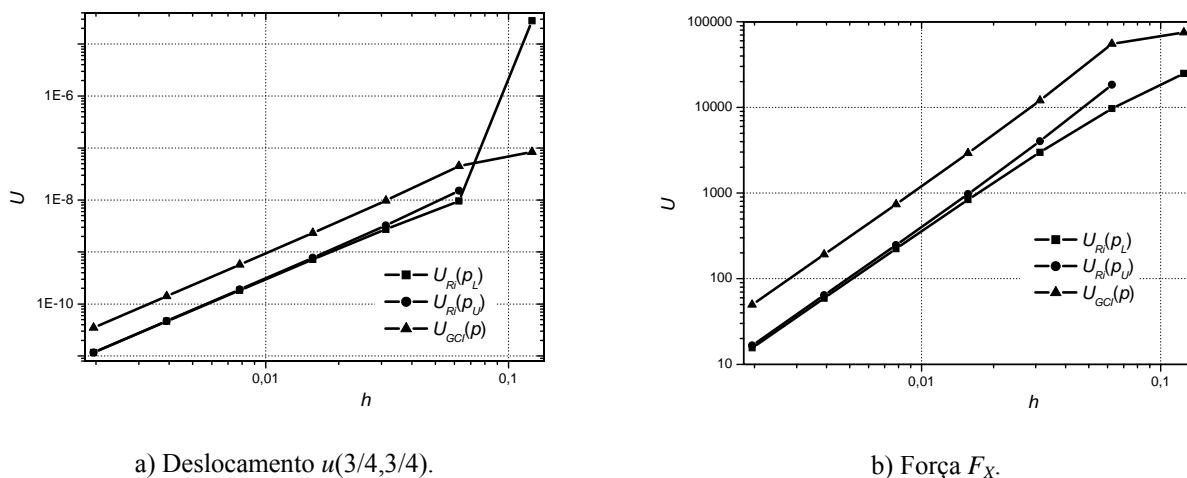 1E-6
1E-8
1E-10
U
0,01
0,1
h
U_Ri(p_L)
U_Ri(p_U)
U_GCI(p)
a) Deslocamento u(3/4,3/4).
100000
10000
1000
100
10
U
0,01
0,1
h
U_Ri(p_L)
U_Ri(p_U)
U_GCI(p)
b) Força F_X.